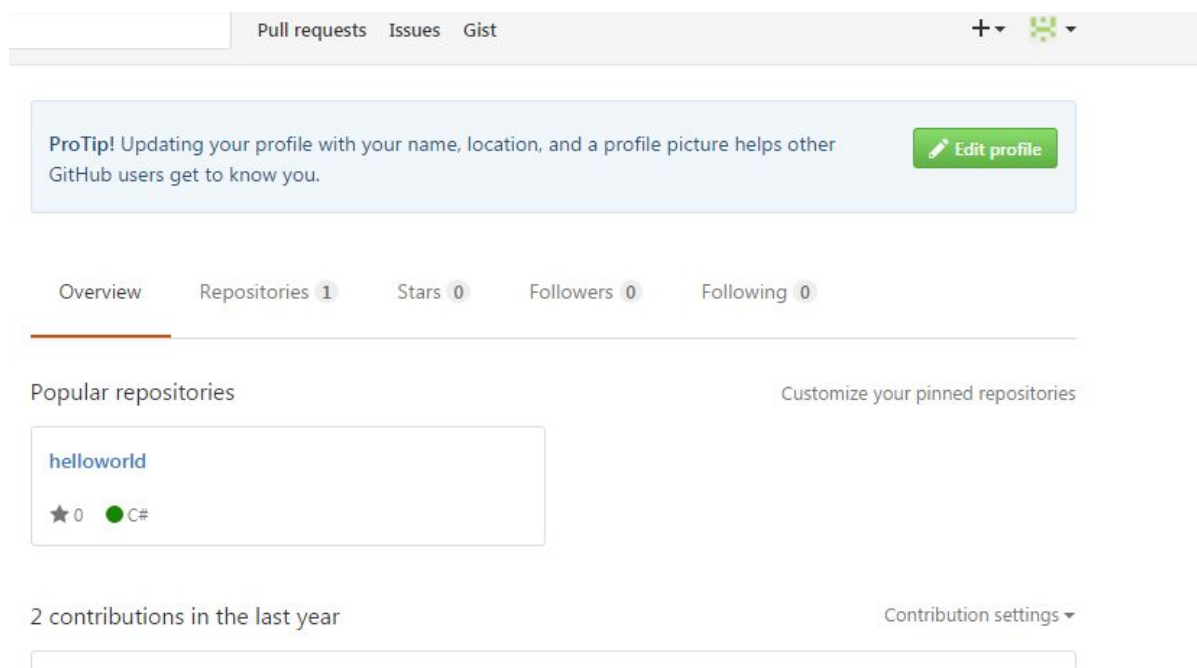 Pull requests Issues Gist
ProTip! Updating your profile with your name, location, and a profile picture helps other
GitHub users get to know you.
Edit profile
Overview Repositories 1 Stars 0 Followers 0 Following 0
Popular repositories Customize your pinned repositories
helloworld
0 C#
2 contributions in the last year Contribution settings